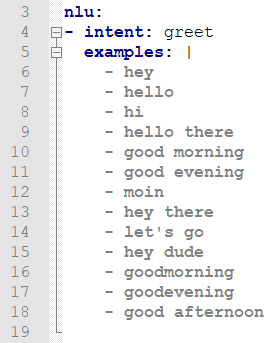 3 nlu:
4 - intent: greet
5 examples: |
6 - hey
7 - hello
8 - hi
9 - hello there
10 - good morning
11 - good evening
12 - moin
13 - hey there
14 - let's go
15 - hey dude
16 - goodmorning
17 - goodevening
18 - good afternoon
19